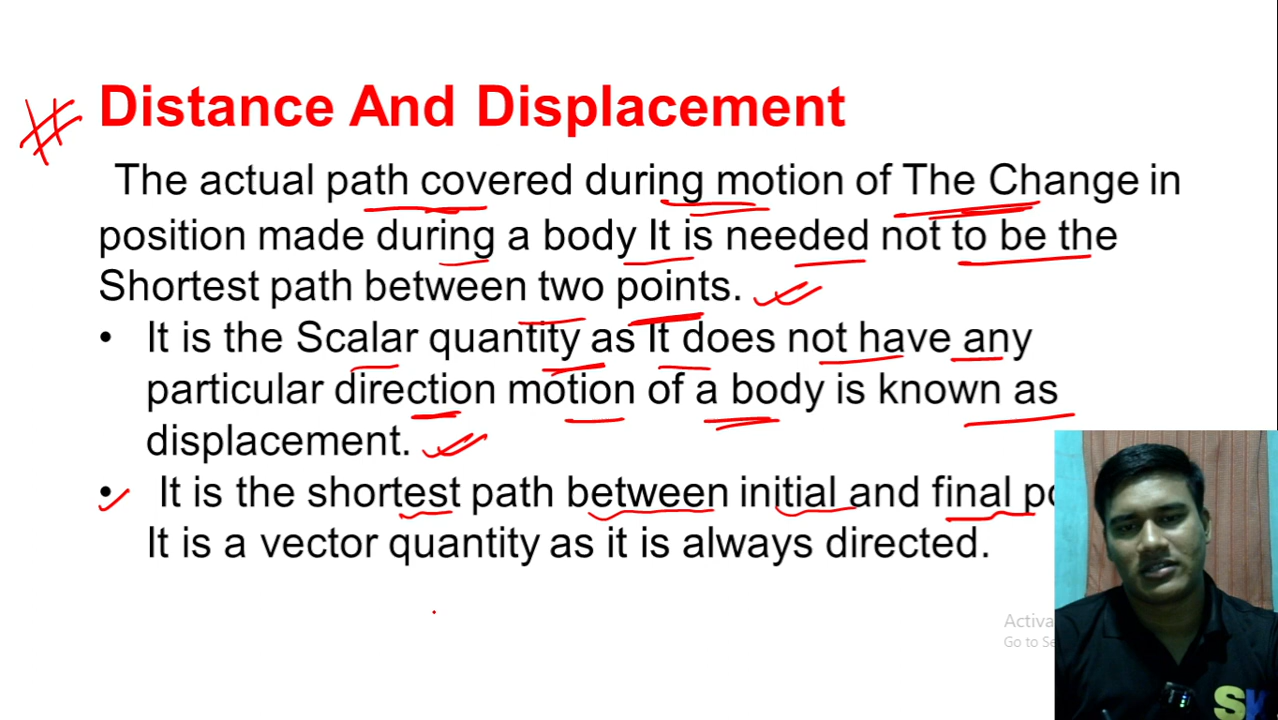 Distance And Displacement
The actual path covered during motion of The Change in
position made during a body It is needed not to be the
Shortest path between two points.
• It is the Scalar quantity as It does not have any
particular direction motion of a body is known as
displacement.
• It is the shortest path between initial and final
It is a vector quantity as it is always directed.
Activa
Go to Se